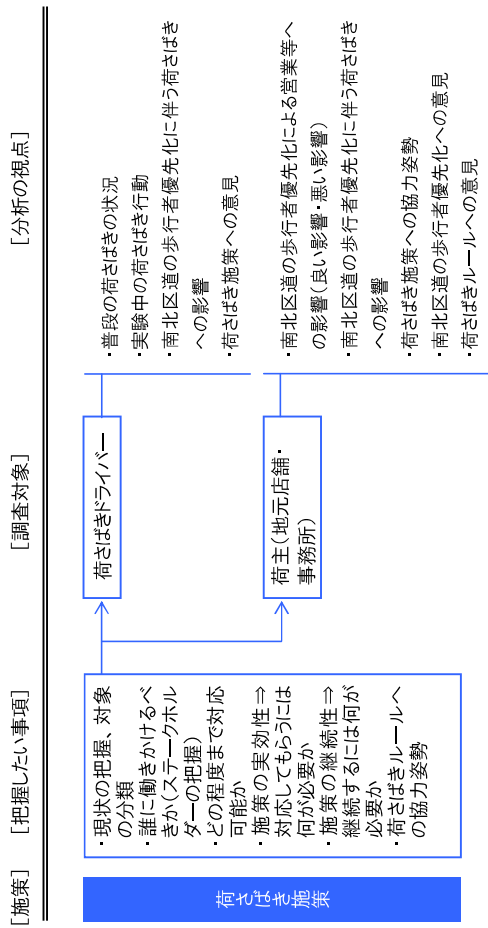 [施策]
[把握したい事項]
[調査対象]
[分析の視点]
荷さばき施策
・現状の把握、対象
の分類
・誰に働きかけるべ
きか(ステークホル
ダーの把握)
・どの程度まで対応
可能か
・施策の実効性⇒
対応してもらうには
何が必要か
・施策の継続性⇒
継続するには何が
必要か
・荷さばきルールへ
の協力姿勢
荷さばきドライバー
・普段の荷さばきの状況
・実験中の荷さばき行動
・南北区道の歩行者優先化に伴う荷さばき
への影響
・荷さばき施策への意見
荷主(地元店舗・
事務所)
・南北区道の歩行者優先化による営業等へ
の影響(良い影響・悪い影響)
・南北区道の歩行者優先化に伴う荷さばき
への影響
・荷さばき施策への協力姿勢
・南北区道の歩行者優先化への意見
・荷さばきルールへの意見